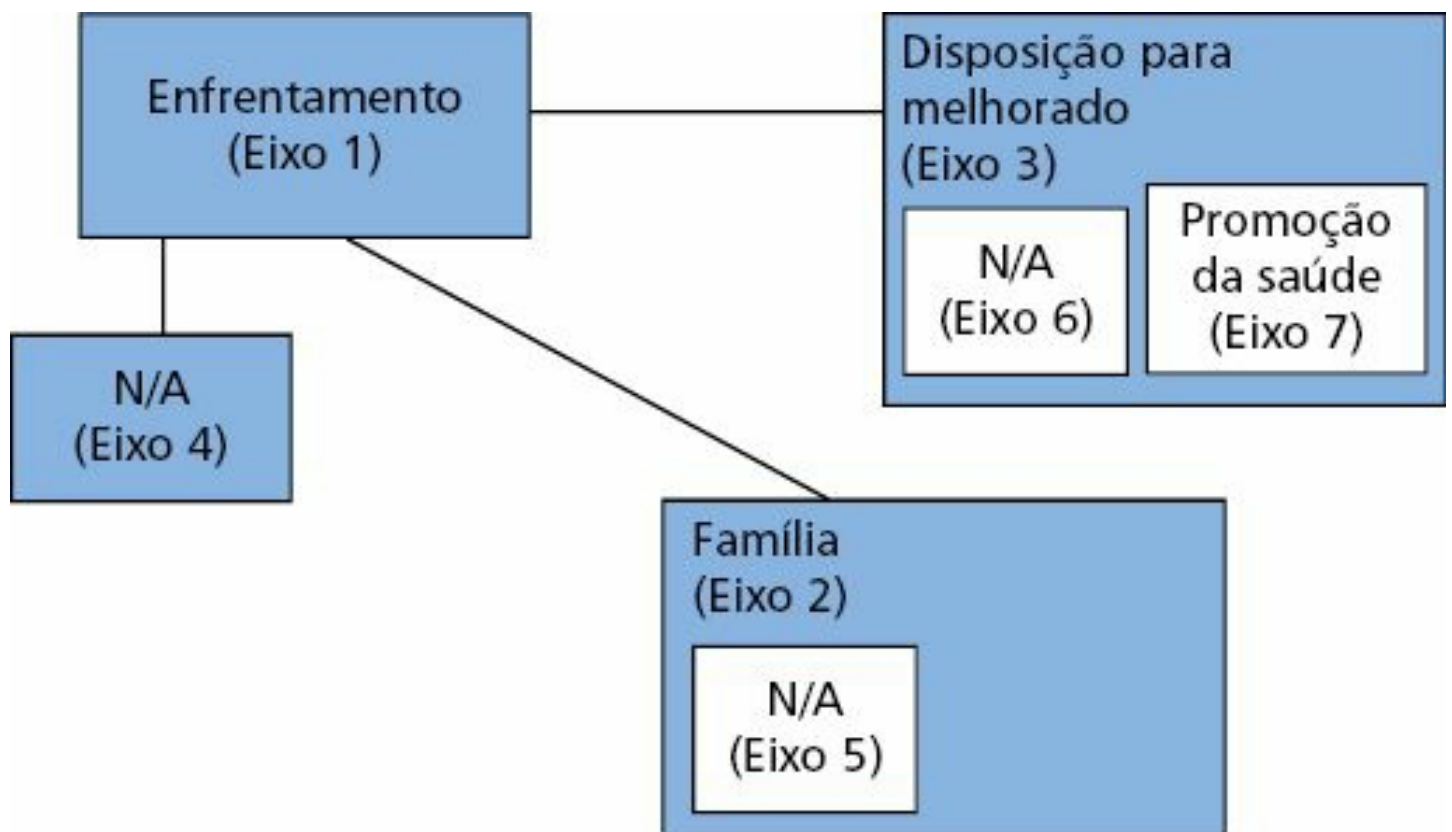 Enfrentamento
(Eixo 1)
Disposição para
melhorado
(Eixo 3)
N/A
(Eixo 6)
Promoção
da saúde
(Eixo 7)
N/A
(Eixo 4)
Família
(Eixo 2)
N/A
(Eixo 5)